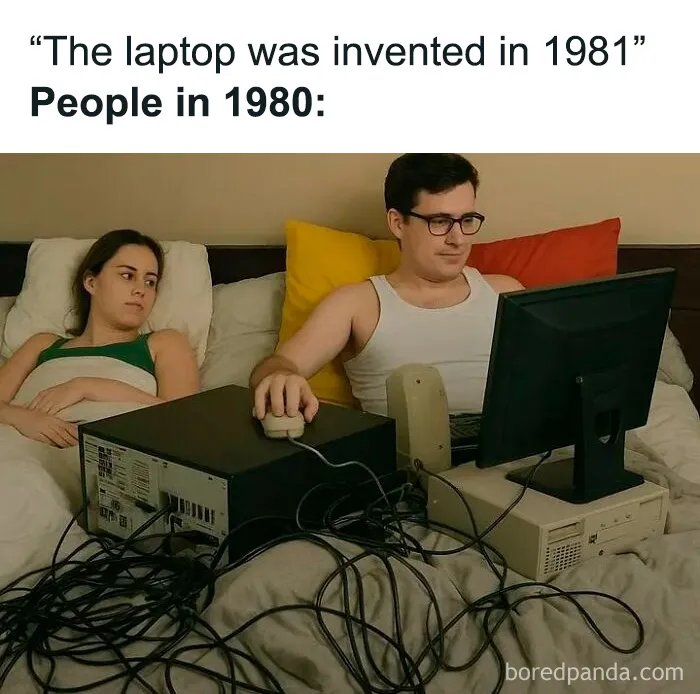 “The laptop was invented in 1981”
People in 1980:
boredpanda.com